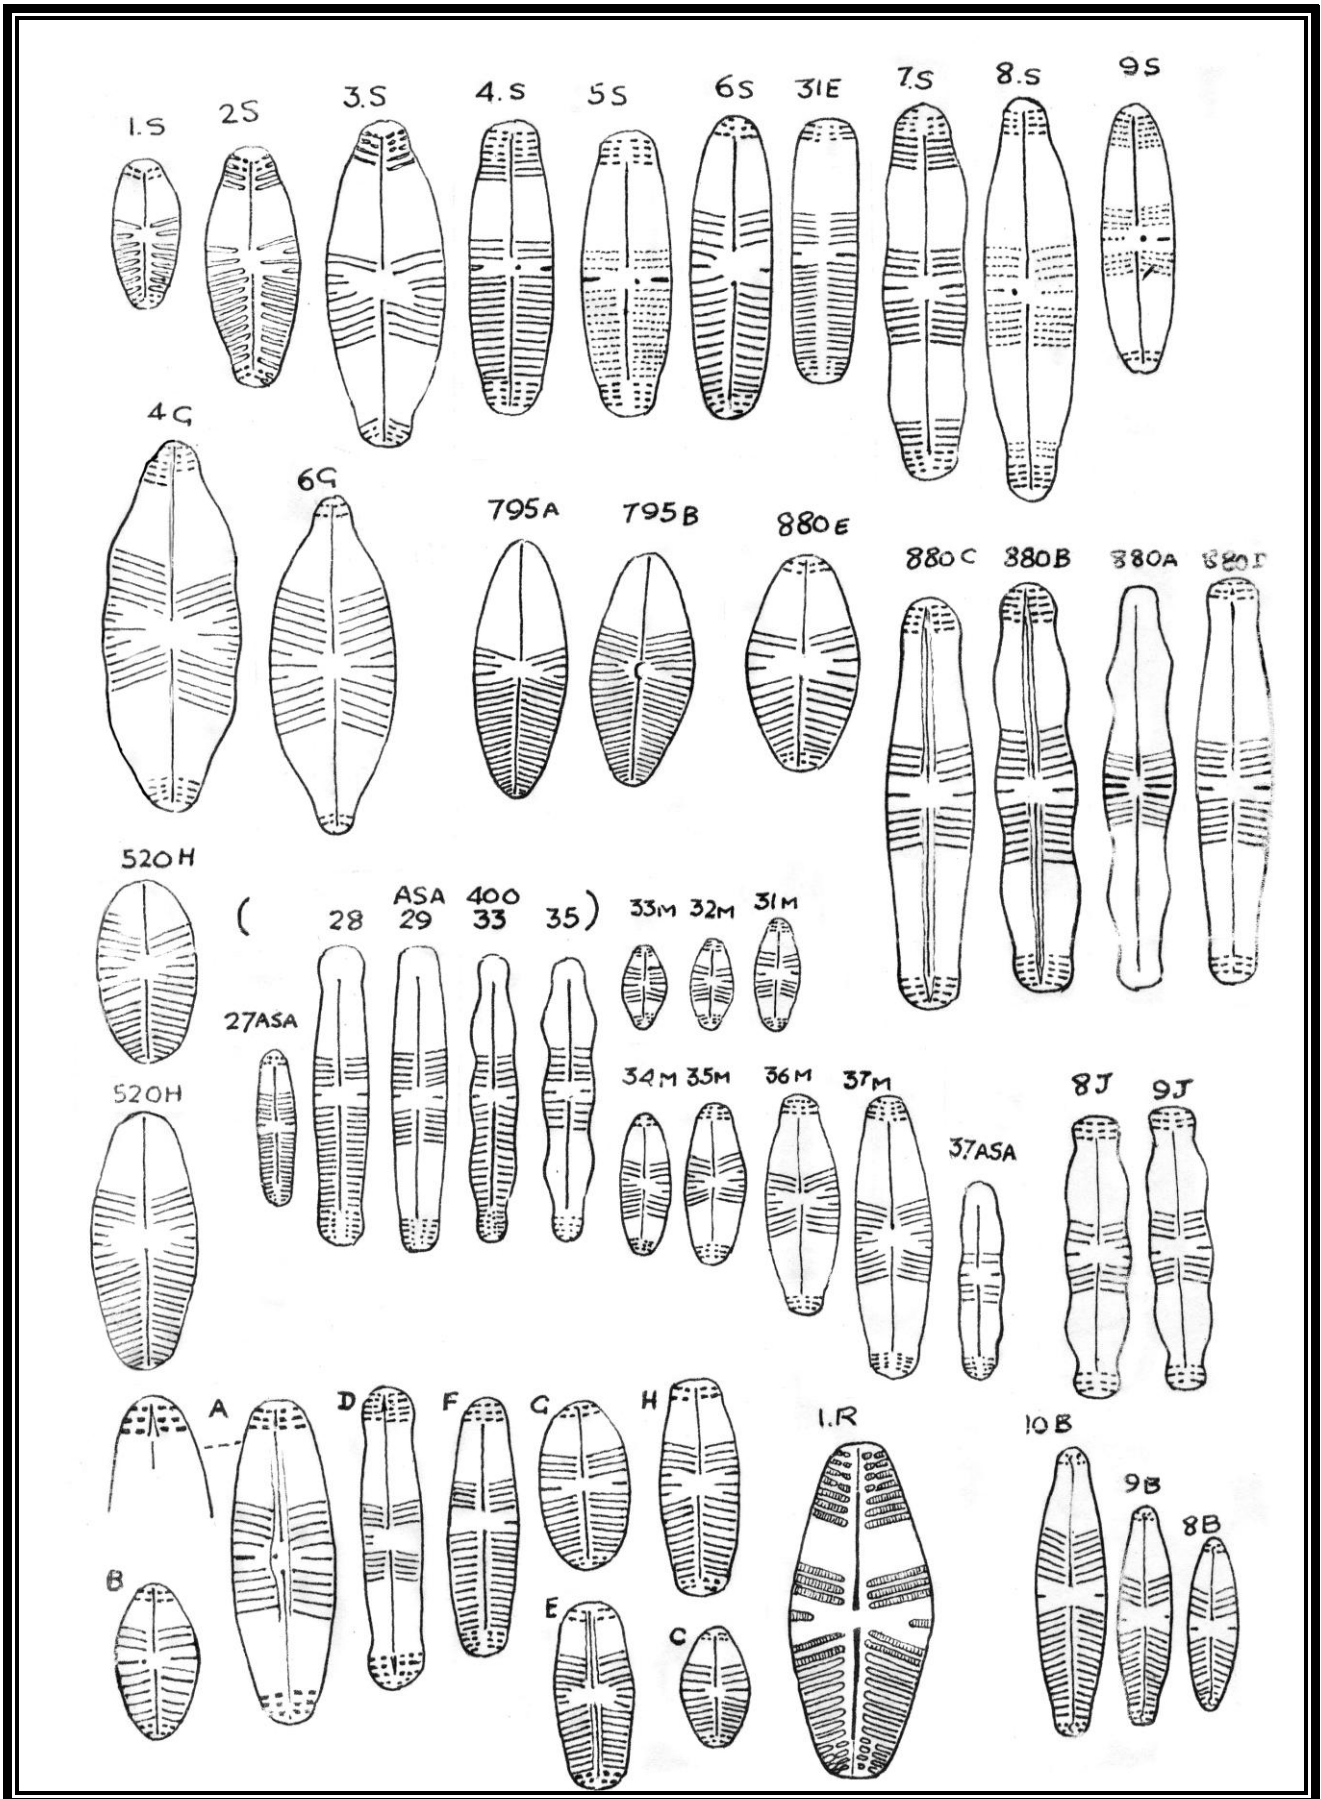 1.S 2S 3.S 4.S 5S 6S 31E 7.S 8.S 9S
4G 6G 795A 795B 880E 880C 880B 880A 880D
520H
( 28 ASA 29 400 33 35 ) 33M 32M 31M
27ASA
520H 34M 35M 36M 37M 37ASA 8J 9J
A D F G H 1.R 10B 9B 8B
B E C